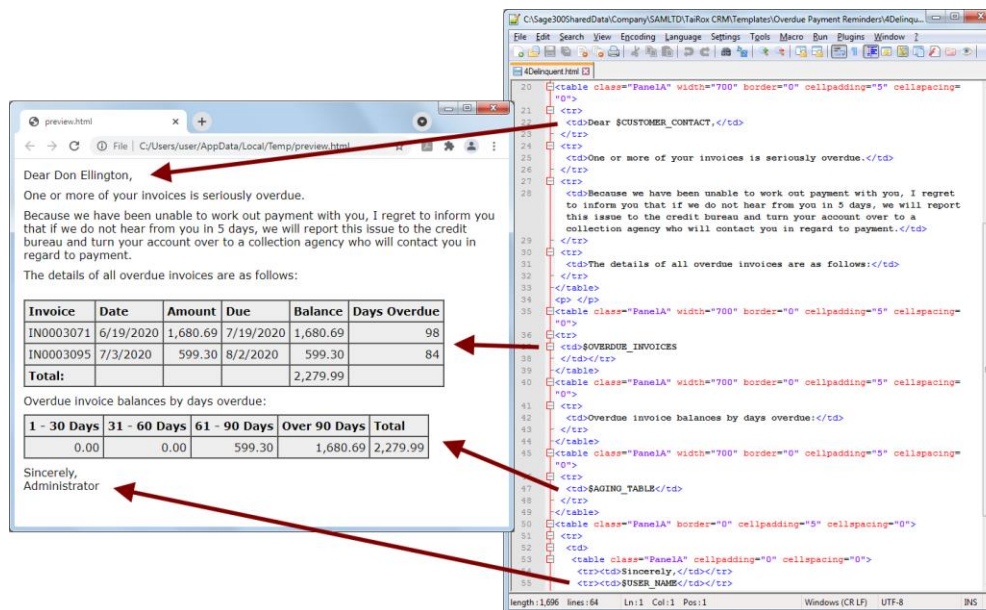 C:\Sage300SharedData\Company\SAMLTD\TaiRox CRM\Templates\Overdue Payment Reminders\4Delinqu...
File Edit Search View Encoding Language Settings Tools Macro Run Plugins Window ?
4Delinquent.html
20 <table class="PanelA" width="700" border="0" cellpadding="5" cellspacing=
"0">
21 <tr>
22 <td>Dear $CUSTOMER_CONTACT,</td>
23 </tr>
24 <tr>
25 <td>One or more of your invoices is seriously overdue.</td>
26 </tr>
27 <tr>
28 <td>Because we have been unable to work out payment with you, I regret
to inform you that if we do not hear from you in 5 days, we will report
this issue to the credit bureau and turn your account over to a
collection agency who will contact you in regard to payment.</td>
29 </tr>
30 <tr>
31 <td>The details of all overdue invoices are as follows:</td>
32 </tr>
33 </table>
34 <p> </p>
35 <table class="PanelA" width="700" border="0" cellpadding="5" cellspacing=
"0">
36 <tr>
<td>$OVERDUE_INVOICES
38 </td></tr>
39 </table>
40 <table class="PanelA" width="700" border="0" cellpadding="5" cellspacing=
"0">
41 <tr>
42 <td>Overdue invoice balances by days overdue:</td>
43 </tr>
44 </table>
45 <table class="PanelA" width="700" border="0" cellpadding="5" cellspacing=
"0">
46 <tr>
47 <td>$AGING_TABLE</td>
48 </tr>
49 </table>
50 <table class="PanelA" border="0" cellpadding="5" cellspacing="0">
51 <tr>
52 <td>
53 <table class="PanelA" cellpadding="0" cellspacing="0">
<tr><td>Sincerely,</td></tr>
55 <tr><td>$USER_NAME</td></tr>
length : 1,696 lines : 64 Ln : 1 Col : 1 Pos : 1 Windows (CR LF) UTF-8 INS
preview.html
File | C:/Users/user/AppData/Local/Temp/preview.html
Dear Don Ellington,
One or more of your invoices is seriously overdue.
Because we have been unable to work out payment with you, I regret to inform you
that if we do not hear from you in 5 days, we will report this issue to the credit
bureau and turn your account over to a collection agency who will contact you in
regard to payment.
The details of all overdue invoices are as follows:
Invoice Date Amount Due Balance Days Overdue
IN0003071 6/19/2020 1,680.69 7/19/2020 1,680.69 98
IN0003095 7/3/2020 599.30 8/2/2020 599.30 84
Total: 2,279.99
Overdue invoice balances by days overdue:
1 - 30 Days 31 - 60 Days 61 - 90 Days Over 90 Days Total
0.00 0.00 599.30 1,680.69 2,279.99
Sincerely,
Administrator